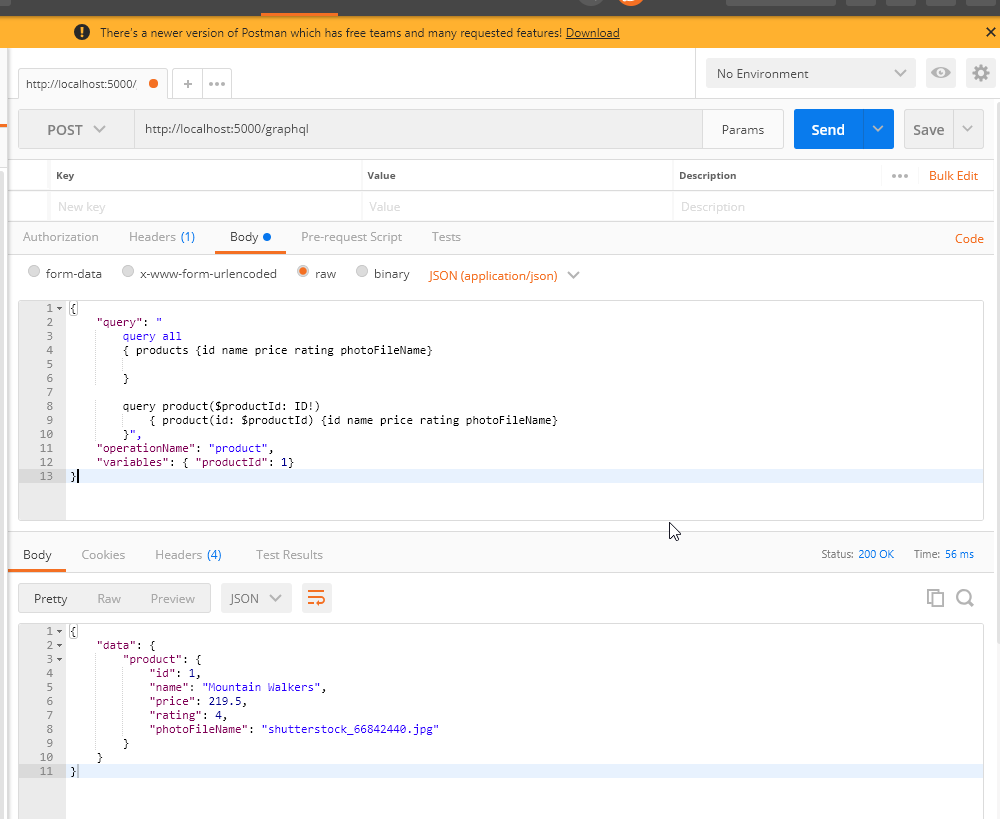 There's a newer version of Postman which has free teams and many requested features! Download
http://localhost:5000/
No Environment
POST http://localhost:5000/graphql Params Send Save
Key Value Description Bulk Edit
New key Value Description
Authorization Headers (1) Body Pre-request Script Tests Code
form-data x-www-form-urlencoded raw binary JSON (application/json)
1 {
2 "query": "
3 query all
4 { products {id name price rating photoFileName}
5
6 }
7
8 query product($productId: ID!)
9 { product(id: $productId) {id name price rating photoFileName}
10 }",
11 "operationName": "product",
12 "variables": { "productId": 1}
13 }
Body Cookies Headers (4) Test Results Status: 200 OK Time: 56 ms
Pretty Raw Preview JSON
1 {
2 "data": {
3 "product": {
4 "id": 1,
5 "name": "Mountain Walkers",
6 "price": 219.5,
7 "rating": 4,
8 "photoFileName": "shutterstock_66842440.jpg"
9 }
10 }
11 }